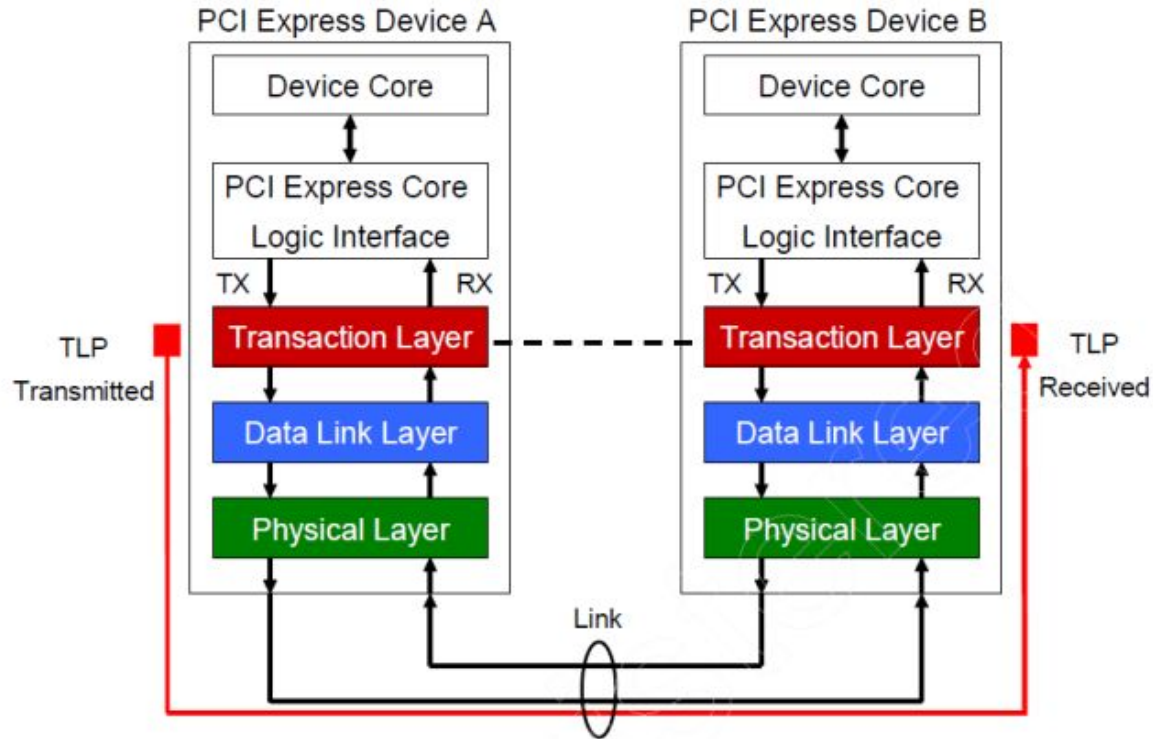 PCI Express Device A
PCI Express Device B
Device Core
Device Core
PCI Express Core
Logic Interface
PCI Express Core
Logic Interface
TX
RX
TX
RX
TLP
Transmitted
Transaction Layer
Transaction Layer
TLP
Received
Data Link Layer
Data Link Layer
Physical Layer
Physical Layer
Link